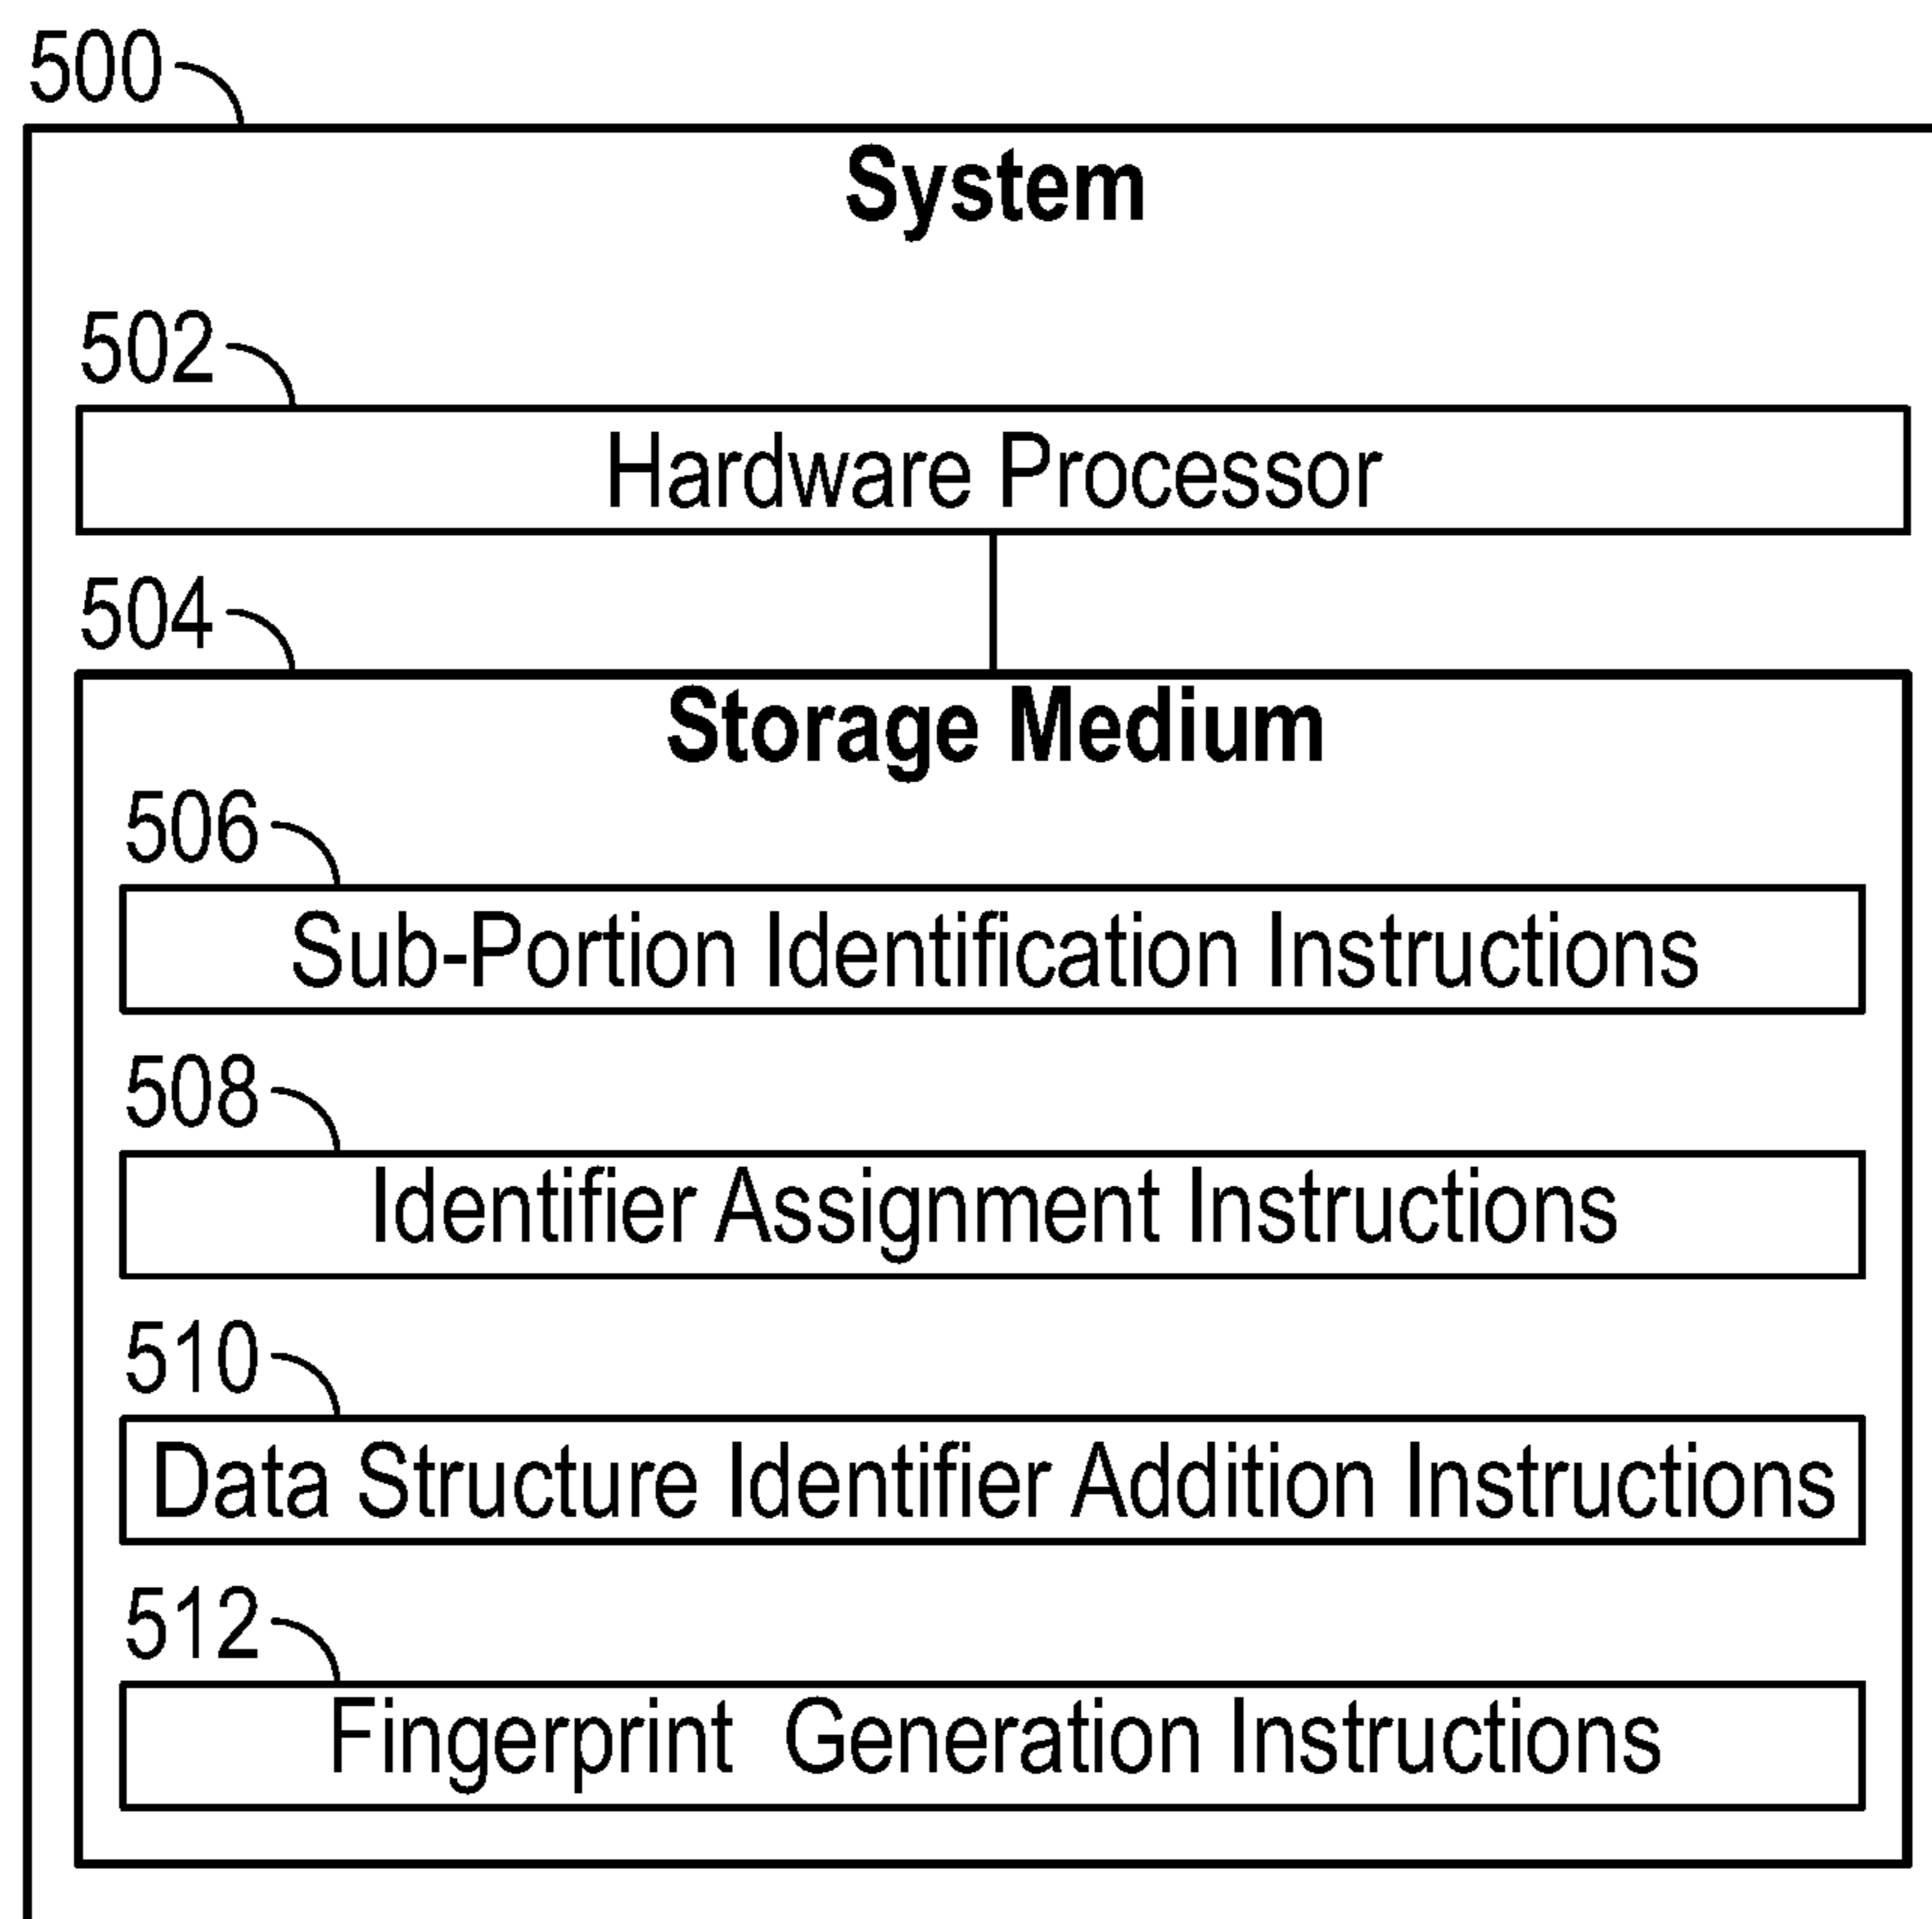 500
System
502
Hardware Processor
504
Storage Medium
506
Sub-Portion Identification Instructions
508
Identifier Assignment Instructions
510
Data Structure Identifier Addition Instructions
512
Fingerprint Generation Instructions